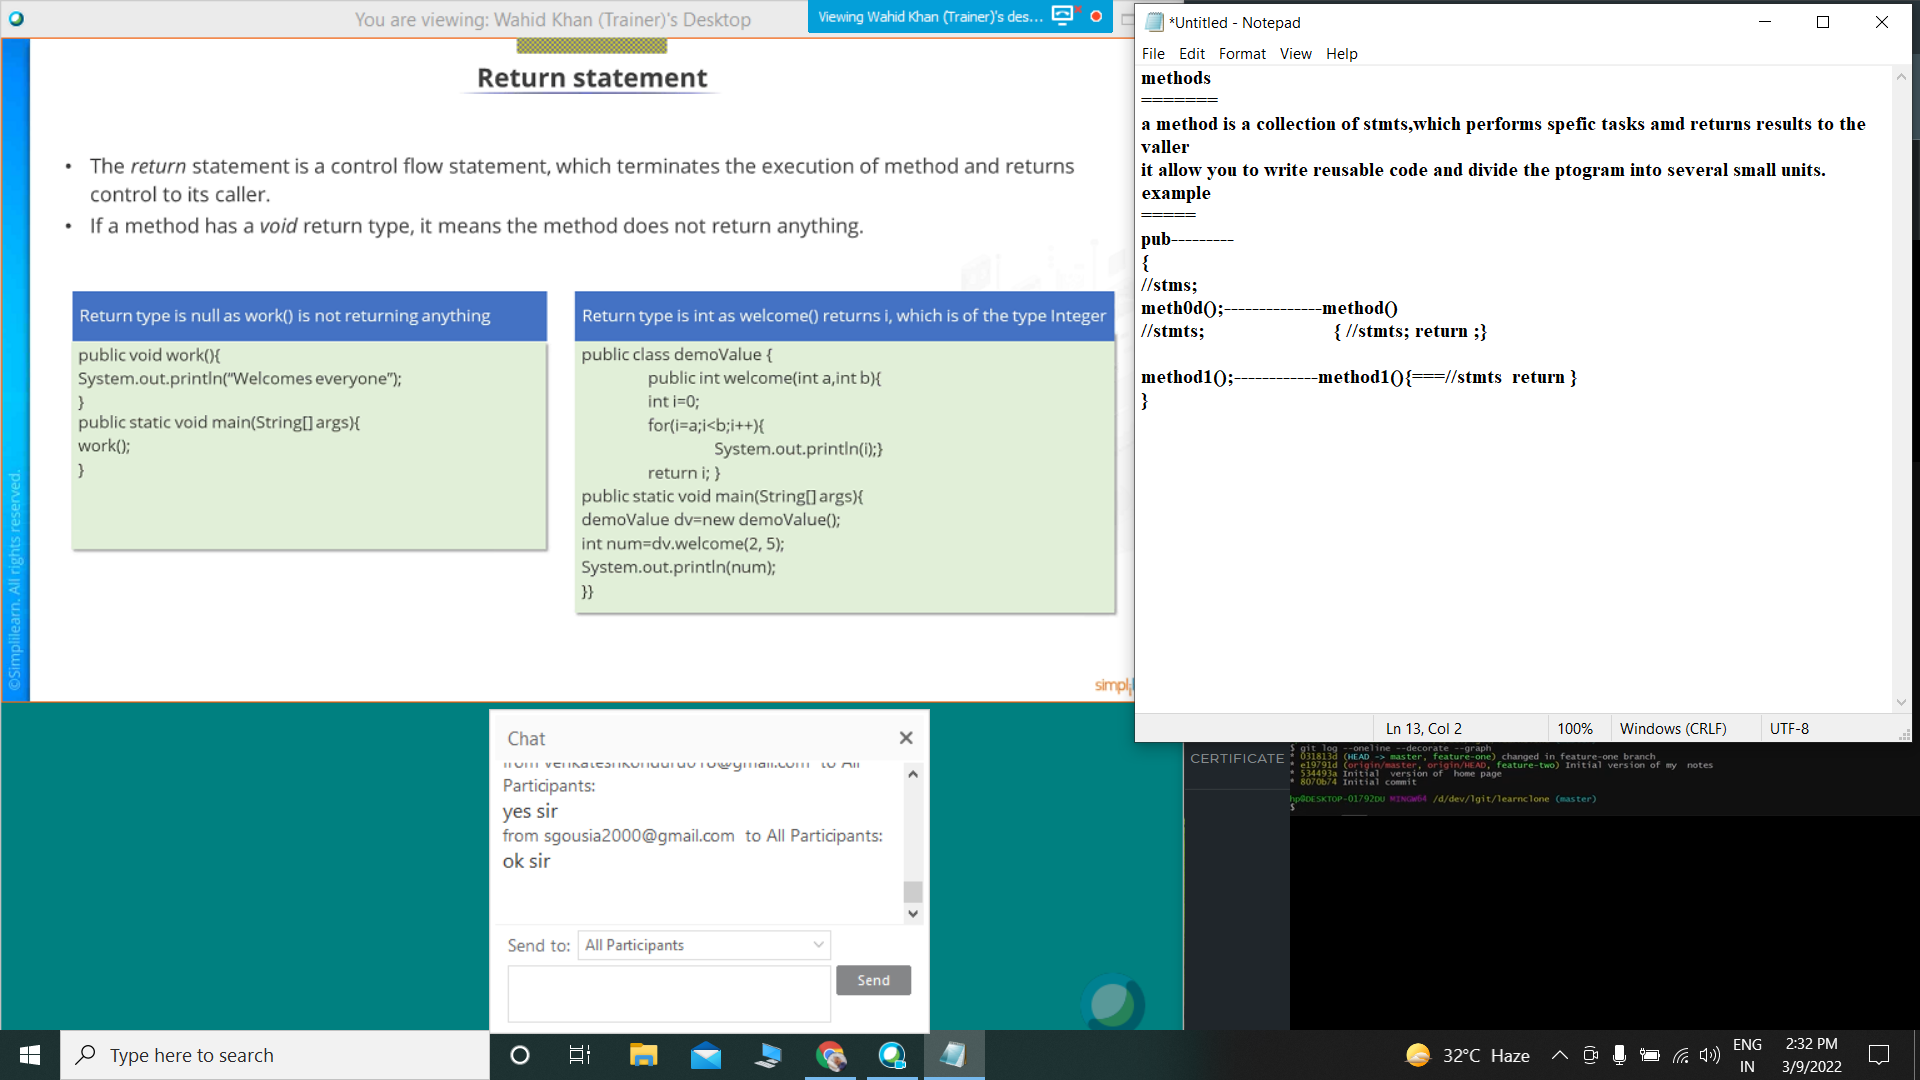 You are viewing: Wahid Khan (Trainer)'s Desktop
Viewing Wahid Khan (Trainer)'s des...
Return statement
• The return statement is a control flow statement, which terminates the execution of method and returns
control to its caller.
• If a method has a void return type, it means the method does not return anything.
Return type is null as work() is not returning anything
public void work(){
System.out.println(“Welcomes everyone”);
}
public static void main(String[] args){
work();
}
Return type is int as welcome() returns i, which is of the type Integer
public class demoValue {
public int welcome(int a,int b){
int i=0;
for(i=a;i<b;i++){
System.out.println(i);}
return i; }
public static void main(String[] args){
demoValue dv=new demoValue();
int num=dv.welcome(2, 5);
System.out.println(num);
}}
©Simplilearn. All rights reserved.
*Untitled - Notepad
File Edit Format View Help
methods
=======
a method is a collection of stmts,which performs spefic tasks amd returns results to the
valler
it allow you to write reusable code and divide the ptogram into several small units.
example
=====
pub---------
{
//stms;
meth0d();--------------method()
//stmts; { //stmts; return ;}
method1();------------method1(){===//stmts return }
}
Ln 13, Col 2
100%
Windows (CRLF)
UTF-8
Chat
Participants:
yes sir
from sgousia2000@gmail.com to All Participants:
ok sir
Send to: All Participants
Send
CERTIFICATE
$ git log --oneline --decorate --graph
* 031813d (HEAD -> master, feature-one) changed in feature-one branch
* e19791d (origin/master, origin/HEAD, feature-two) Initial version of my notes
* 534493a Initial version of home page
* 8070b74 Initial commit
hp@DESKTOP-01792DU MINGW64 /d/dev/lgit/learnclone (master)
$
Type here to search
32°C Haze
ENG
IN
2:32 PM
3/9/2022